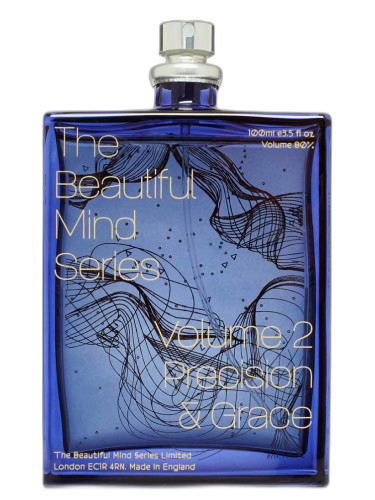 100ml e3.5 fl oz
Volume 80%
The
Beautiful
Mind
Series
Volume 2
Precision
& Grace
The Beautiful Mind Series Limited
London EC1R 4RN. Made In England